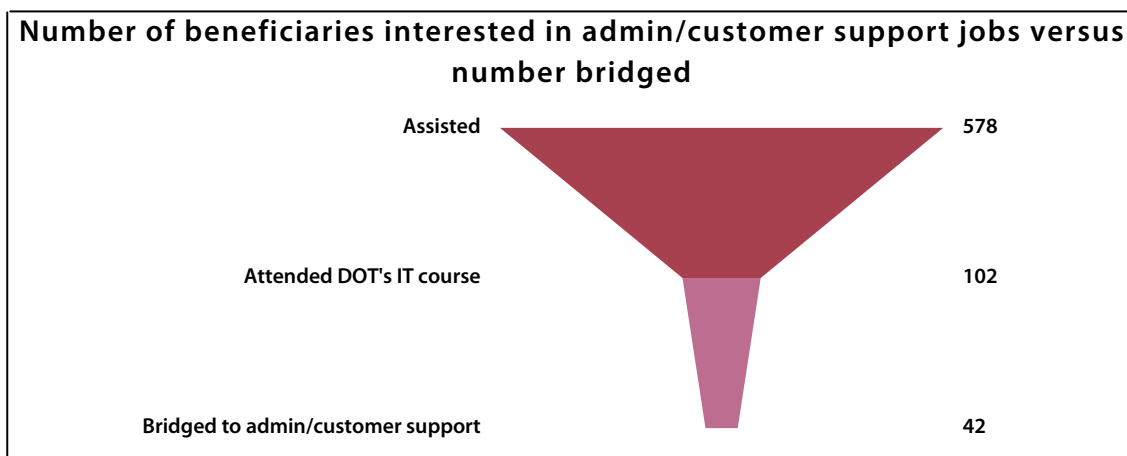 Number of beneficiaries interested in admin/customer support jobs versus
number bridged
Assisted 578
Attended DOT's IT course 102
Bridged to admin/customer support 42